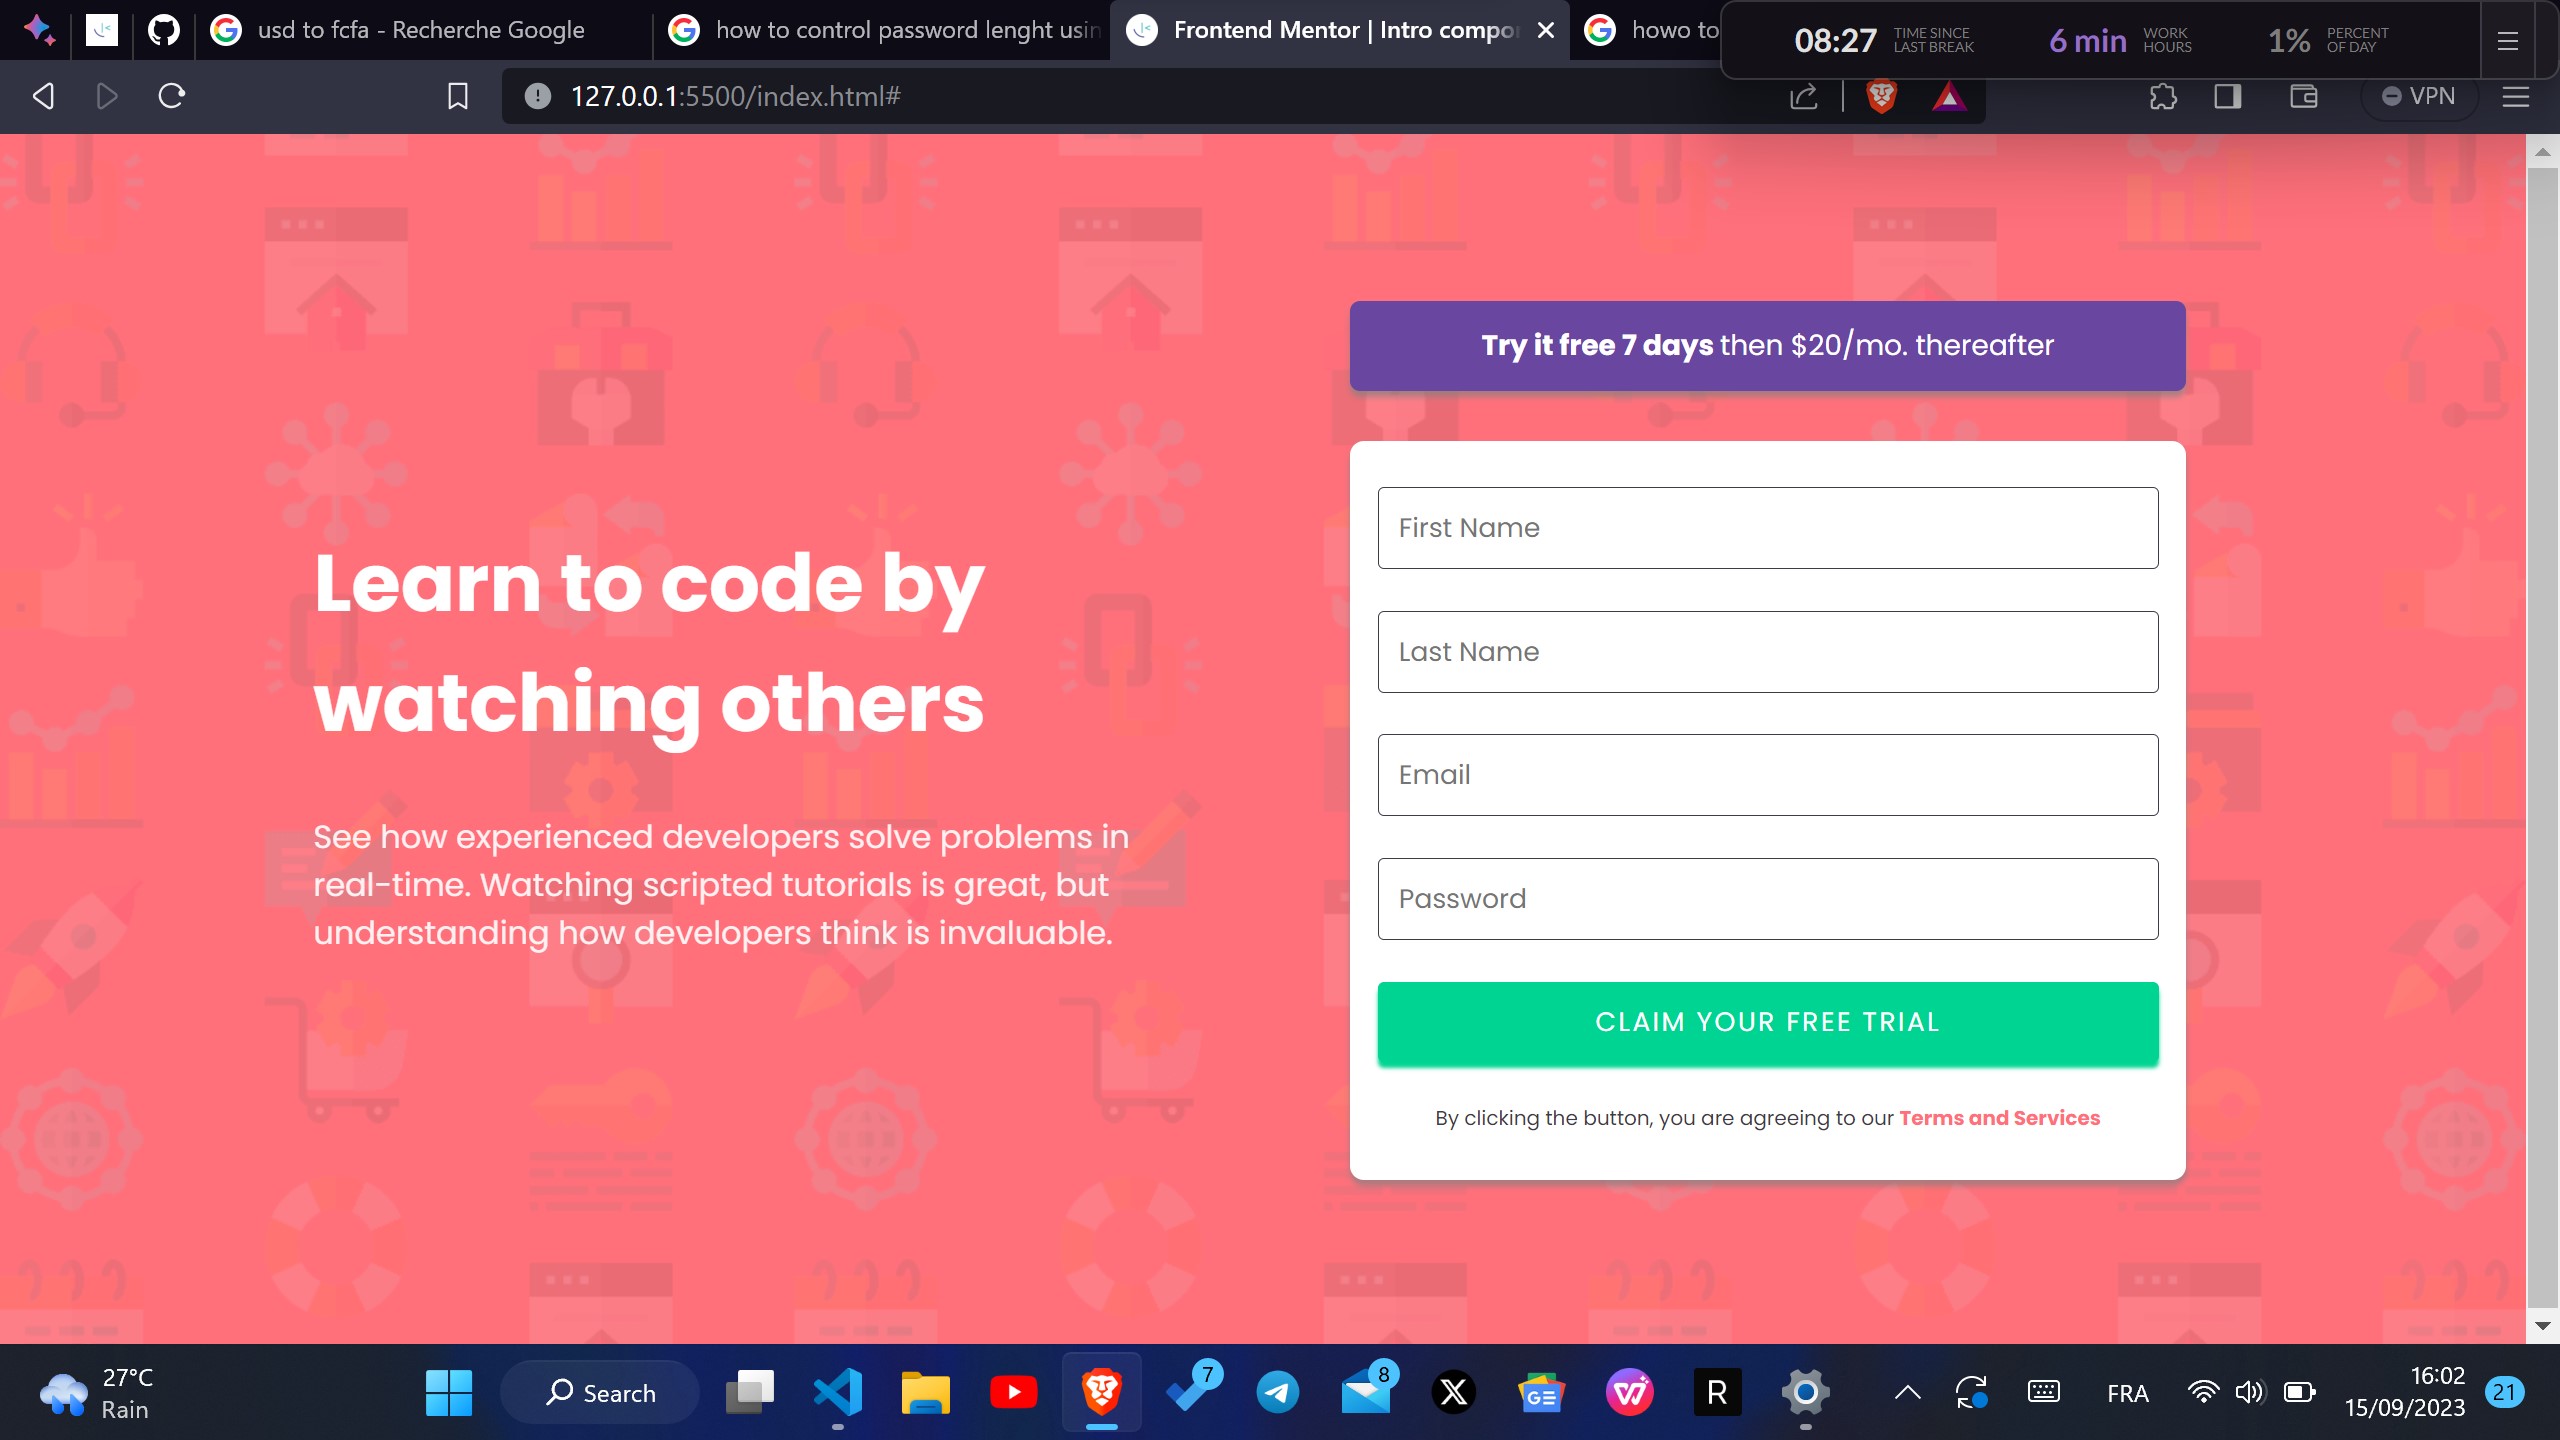 usd to fcfa - Recherche Google
how to control password lenght usin
Frontend Mentor | Intro compo
howo to
08:27 TIME SINCE LAST BREAK
6 min WORK HOURS
1% PERCENT OF DAY
127.0.0.1:5500/index.html#
VPN
Try it free 7 days then $20/mo. thereafter
First Name
Last Name
Email
Password
CLAIM YOUR FREE TRIAL
By clicking the button, you are agreeing to our Terms and Services
Learn to code by
watching others
See how experienced developers solve problems in
real-time. Watching scripted tutorials is great, but
understanding how developers think is invaluable.
27°C
Rain
Search
7
8
GE
R
FRA
16:02
15/09/2023
21